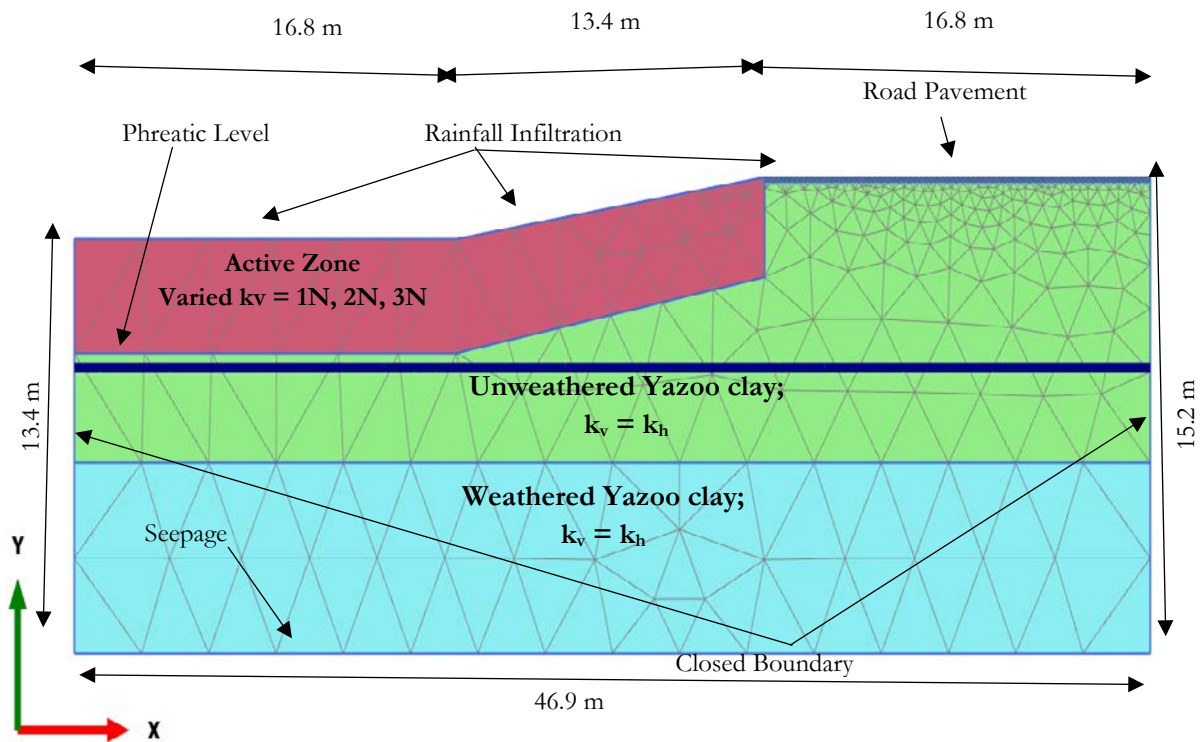 16.8 m
13.4 m
16.8 m
Road Pavement
Phreatic Level
Rainfall Infiltration
Active Zone
Varied kv = 1N, 2N, 3N
13.4 m
15.2 m
Unweathered Yazoo clay;
kᵥ = kₕ
Weathered Yazoo clay;
kᵥ = kₕ
Seepage
Y
Closed Boundary
46.9 m
X